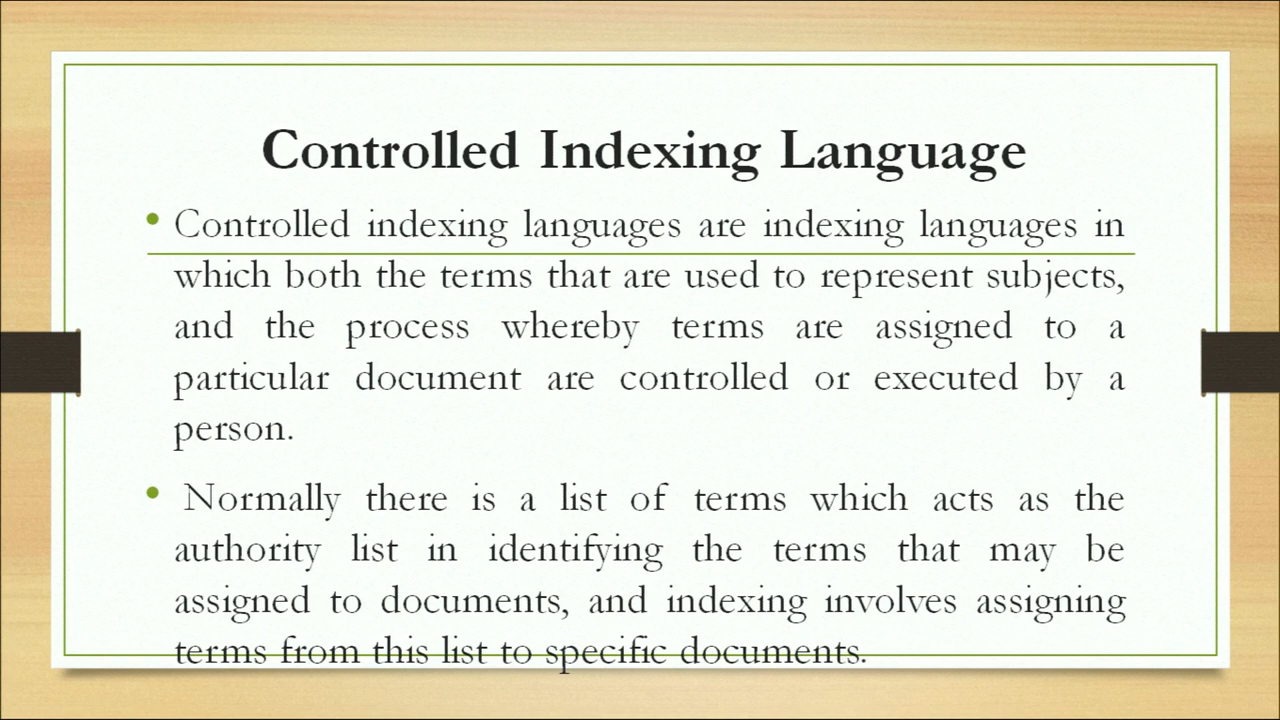 Controlled Indexing Language
• Controlled indexing languages are indexing languages in
which both the terms that are used to represent subjects,
and the process whereby terms are assigned to a
particular document are controlled or executed by a
person.
• Normally there is a list of terms which acts as the
authority list in identifying the terms that may be
assigned to documents, and indexing involves assigning
terms from this list to specific documents.